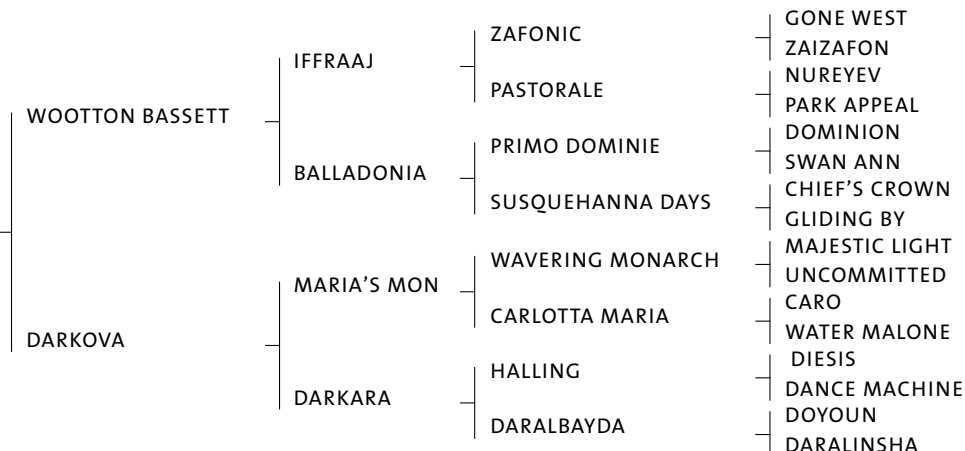 WOOTTON BASSETT
DARKOVA
IFFRAAJ
BALLADONIA
MARIA'S MON
DARKARA
ZAFONIC
PASTORALE
PRIMO DOMINIE
SUSQUEHANNA DAYS
WAVERING MONARCH
CARLOTTA MARIA
HALLING
DARALBAYDA
GONE WEST
ZAIZAFON
NUREYEV
PARK APPEAL
DOMINION
SWAN ANN
CHIEF'S CROWN
GLIDING BY
MAJESTIC LIGHT
UNCOMMITTED
CARO
WATER MALONE
DIESIS
DANCE MACHINE
DOYOUN
DARALINSHA